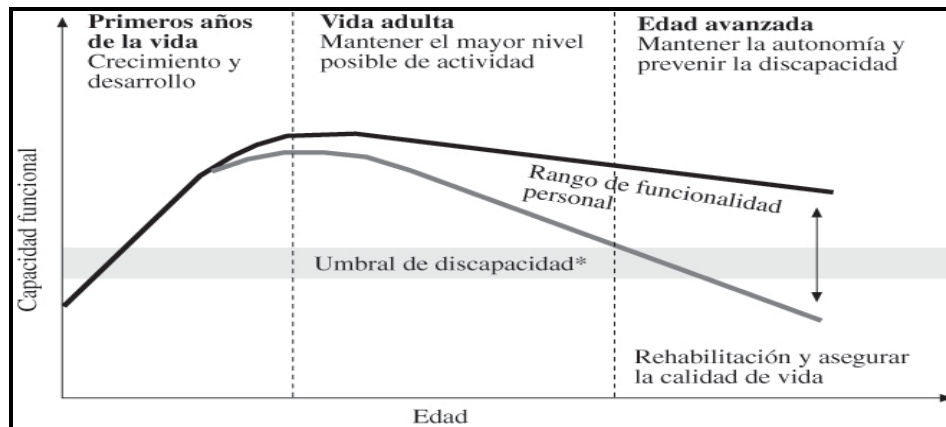 Primeros años
de la vida
Crecimiento y
desarrollo
Vida adulta
Mantener el mayor nivel
posible de actividad
Edad avanzada
Mantener la autonomía y
prevenir la discapacidad
Capacidad funcional
Rango de funcionalidad
personal
Umbral de discapacidad*
Rehabilitación y asegurar
la calidad de vida
Edad